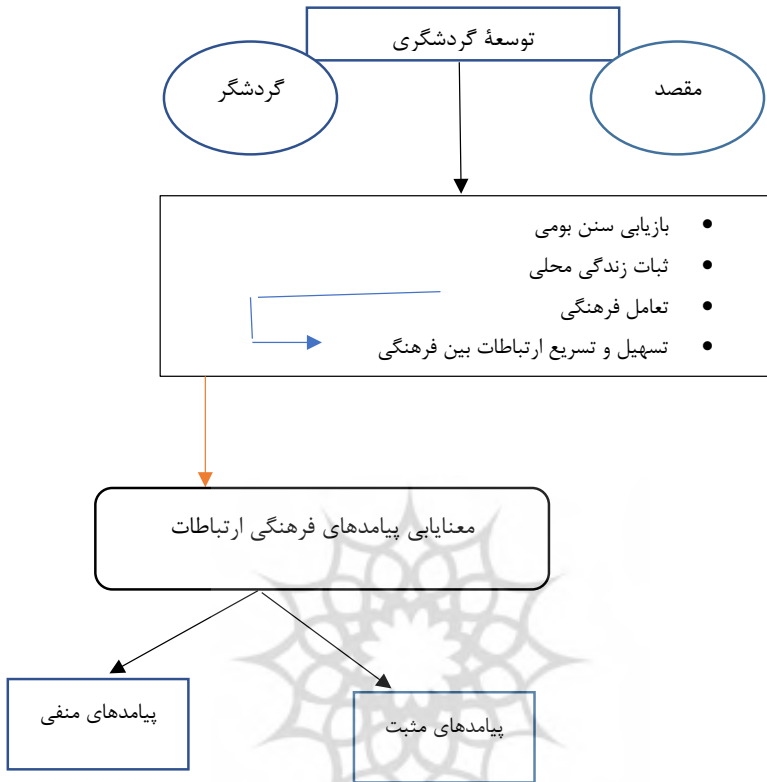 توسعهٔ گردشگری
مقصد
گردشگر
• بازیابی سنن بومی
• ثبات زندگی محلی
• تعامل فرهنگی
• تسهیل و تسریع ارتباطات بین فرهنگی
معنایابی پیامدهای فرهنگی ارتباطات
پیامدهای مثبت
پیامدهای منفی